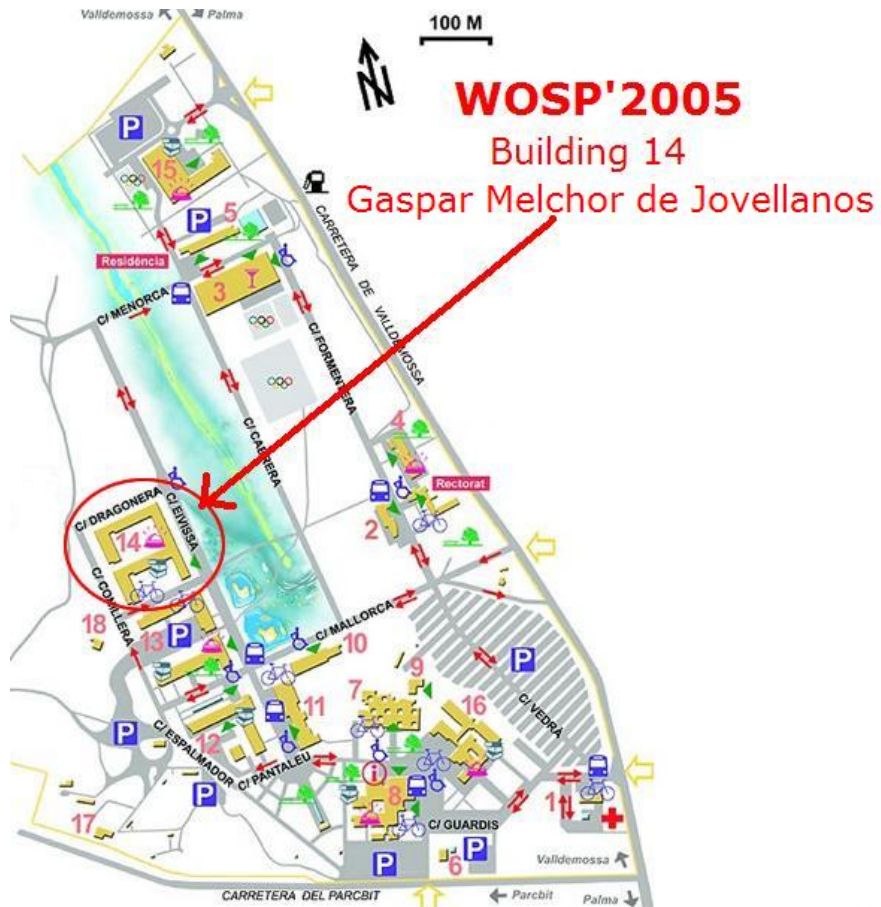 Valldemossa Palma
100 M
N
WOSP'2005
Building 14
Gaspar Melchor de Jovellanos
P
15
P
5
CARRETERA DE VALLDEMOSSA
Residència
3
C/ MENORCA
C/ FORMENTERA
C/ CABRERA
4
Rectorat
C/ DRAGONERA
C/ EIVISSA
14
2
C/ CONILLERA
C/ MALLORCA
18
13
P
10
P
9
7
16
11
C/ VEDRÀ
12
P
C/ ESPALMADOR
C/ PANTALEU
i
P
8
1
17
C/ GUARDIS
P
P
6
Valldemossa
CARRETERA DEL PARCBIT
Parcbit
Palma